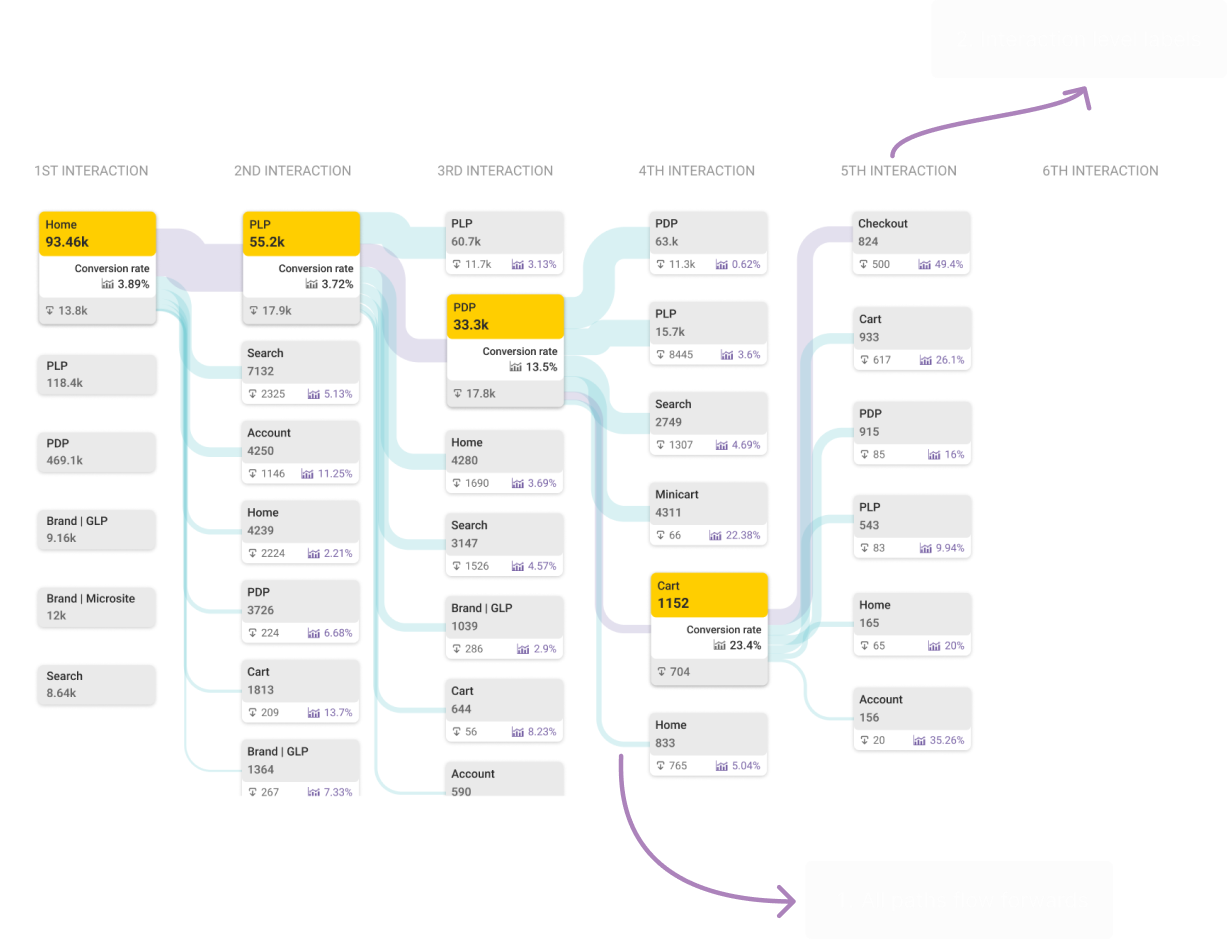 1ST INTERACTION
2ND INTERACTION
3RD INTERACTION
4TH INTERACTION
5TH INTERACTION
6TH INTERACTION
Home
93.46k
Conversion rate
3.89%
13.8k
PLP
118.4k
PDP
469.1k
Brand | GLP
9.16k
Brand | Microsite
12k
Search
8.64k
PLP
55.2k
Conversion rate
3.72%
17.9k
Search
7132
2325 5.13%
Account
4250
1146 11.25%
Home
4239
2224 2.21%
PDP
3726
224 6.68%
Cart
1813
209 13.7%
Brand | GLP
1364
267 7.33%
PLP
60.7k
11.7k 3.13%
PDP
33.3k
Conversion rate
13.5%
17.8k
Home
4280
1690 3.69%
Search
3147
1526 4.57%
Brand | GLP
1039
286 2.9%
Cart
644
56 8.23%
Account
590
PDP
63.k
11.3k 0.62%
PLP
15.7k
8445 3.6%
Search
2749
1307 4.69%
Minicart
4311
66 22.38%
Cart
1152
Conversion rate
23.4%
704
Home
833
765 5.04%
Checkout
824
500 49.4%
Cart
933
617 26.1%
PDP
915
85 16%
PLP
543
83 9.94%
Home
165
65 20%
Account
156
20 35.26%